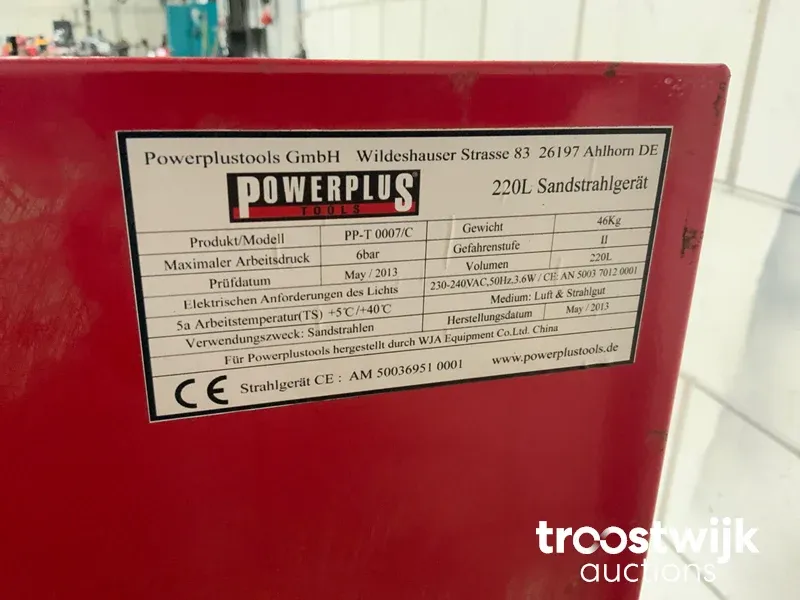 Powerplustools GmbH Wildeshauser Strasse 83 26197 Ahlhorn DE
POWERPLUS®
TOOLS
220L Sandstrahlgerät
Produkt/Modell PP-T 0007/C Gewicht 46Kg
Maximaler Arbeitsdruck 6bar Gefahrenstufe II
Prüfdatum May / 2013 Volumen 220L
Elektrischen Anforderungen des Lichts 230-240VAC,50Hz,3.6W / CE: AN 5003 7012 0001
5a Arbeitstemperatur(TS) +5℃/+40℃ Medium: Luft & Strahlgut
Verwendungszweck: Sandstrahlen Herstellungsdatum May / 2013
Für Powerplustools hergestellt durch WJA Equipment Co.Ltd. China
CE Strahlgerät CE : AM 50036951 0001 www.powerplustools.de
troostwijk
auctions